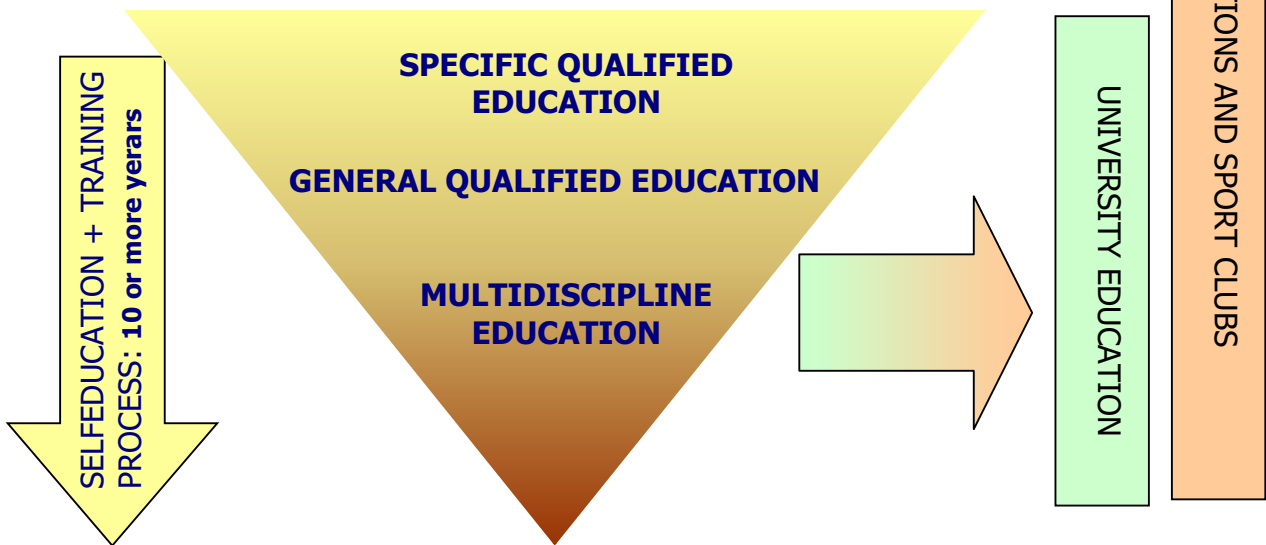 SELFEDUCATION + TRAINING
PROCESS: 10 or more yerars
SPECIFIC QUALIFIED
EDUCATION
GENERAL QUALIFIED EDUCATION
MULTIDISCIPLINE
EDUCATION
UNIVERSITY EDUCATION
AND SPORT CLUBS